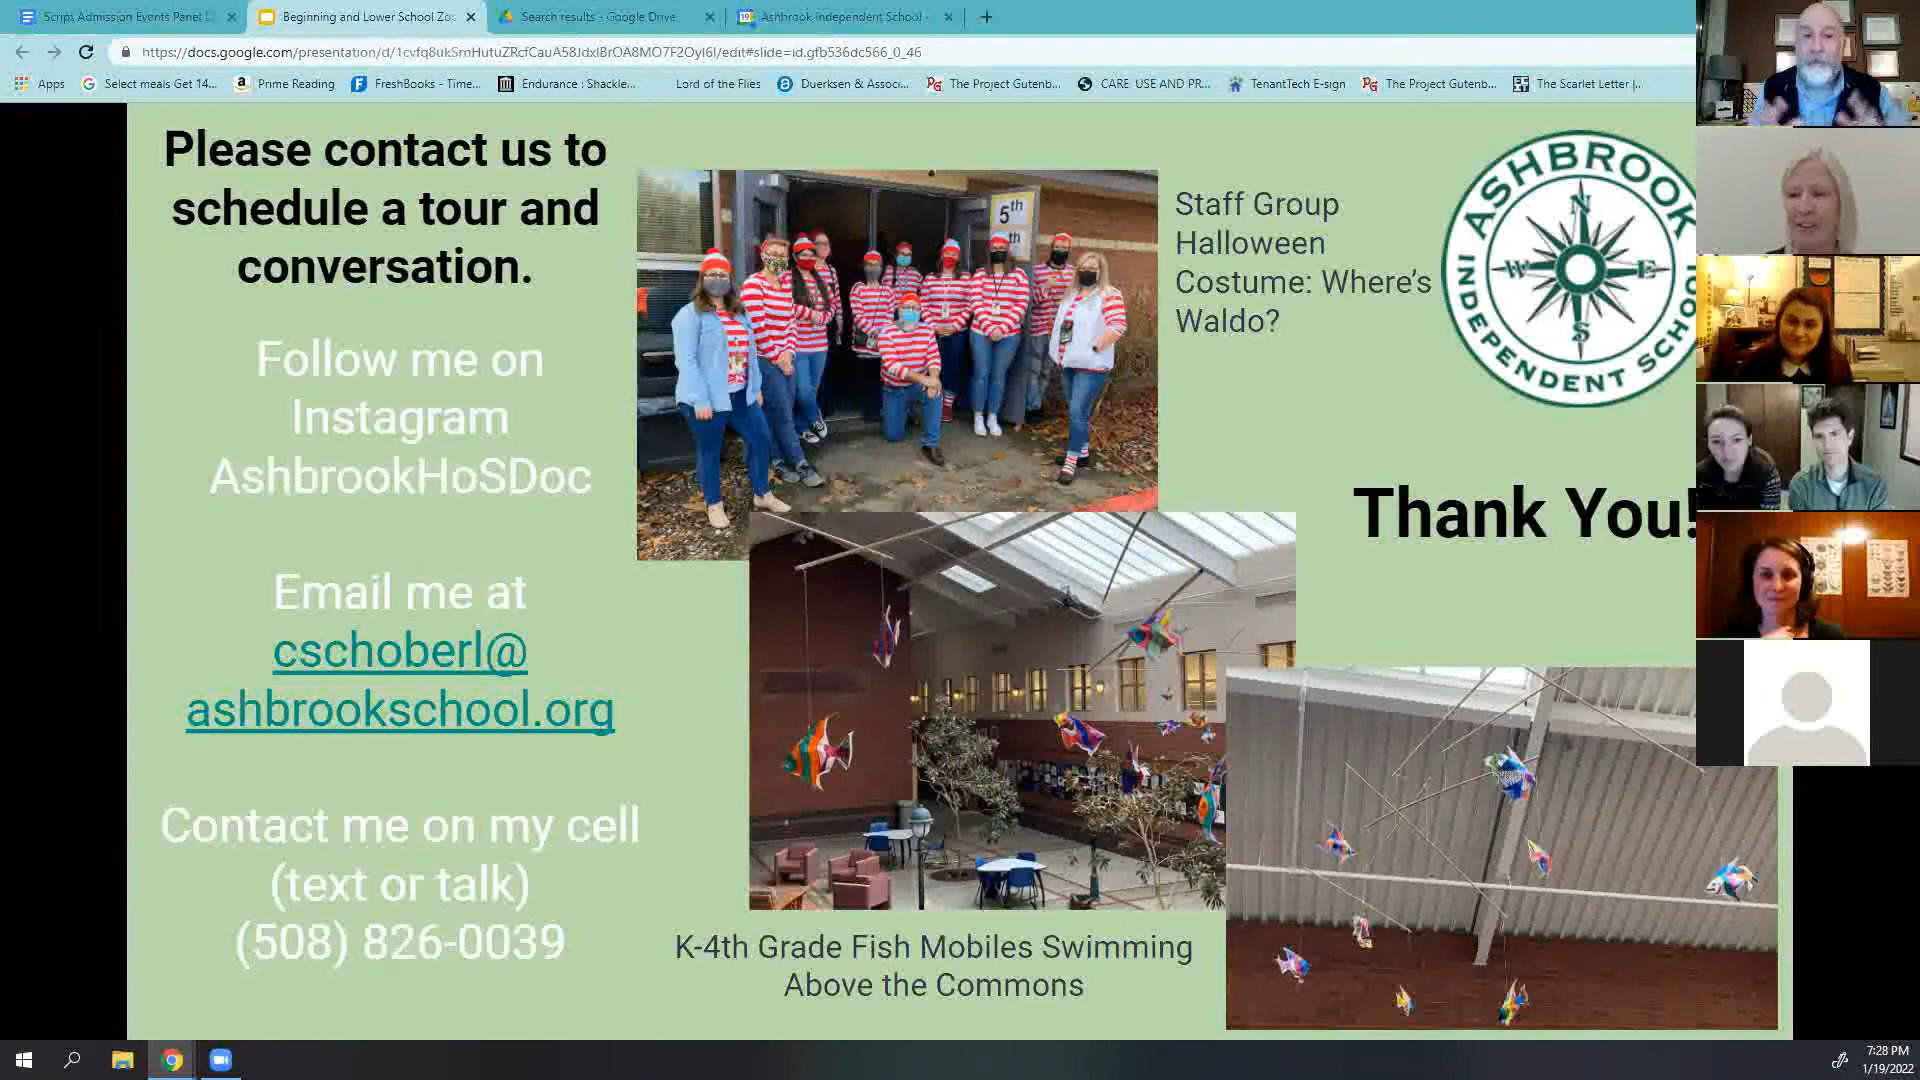 Script Admission Events Panel
Beginning and Lower School Zo
Search results - Google Drive
Ashbrook Independent School -
https://docs.google.com/presentation/d/1cvfq8ukSrnHutuZRcfCauA58JdxlBrOA8MO7F2Oyi6I/edit#slide=id.gfb536dc566_0_46
Apps
Select meals Get 14...
Prime Reading
FreshBooks - Time...
Endurance : Shackle...
Lord of the Flies
Duerksen & Associ...
The Project Gutenb...
CARE: USE AND PR...
TenantTech E-sign
The Project Gutenb...
The Scarlet Letter |...
Please contact us to
schedule a tour and
conversation.
Follow me on
Instagram
AshbrookHoSDoc
Email me at
cschoberl@
ashbrookschool.org
Contact me on my cell
(text or talk)
(508) 826-0039
5th
th
Staff Group
Halloween
Costume: Where's
Waldo?
ASHBROOK
INDEPENDENT SCHOOL
N
W E
S
Thank You!
K-4th Grade Fish Mobiles Swimming
Above the Commons
7:28 PM
1/19/2022